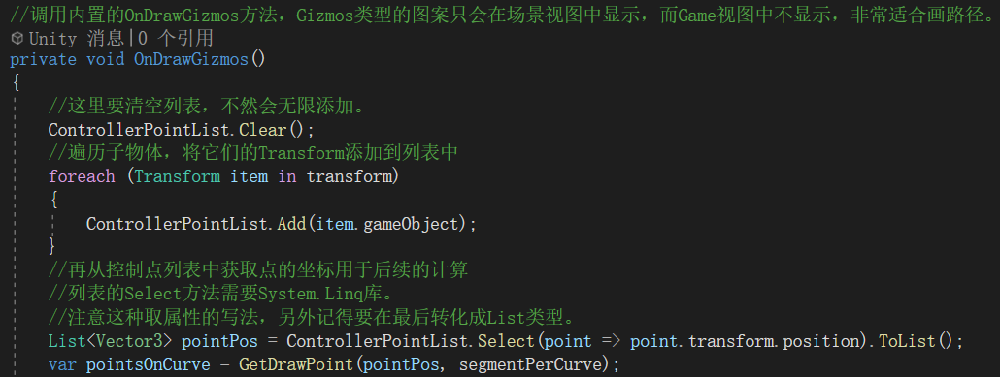 //调用内置的OnDrawGizmos方法，Gizmos类型的图案只会在场景视图中显示，而Game视图中不显示，非常适合画路径。
Unity 消息|0 个引用
private void OnDrawGizmos()
{
//这里要清空列表，不然会无限添加。
ControllerPointList.Clear();
//遍历子物体，将它们的Transform添加到列表中
foreach (Transform item in transform)
{
ControllerPointList.Add(item.gameObject);
}
//再从控制点列表中获取点的坐标用于后续的计算
//列表的Select方法需要System.Linq库。
//注意这种取属性的写法，另外记得要在最后转化成List类型。
List<Vector3> pointPos = ControllerPointList.Select(point => point.transform.position).ToList();
var pointsOnCurve = GetDrawPoint(pointPos, segmentPerCurve);